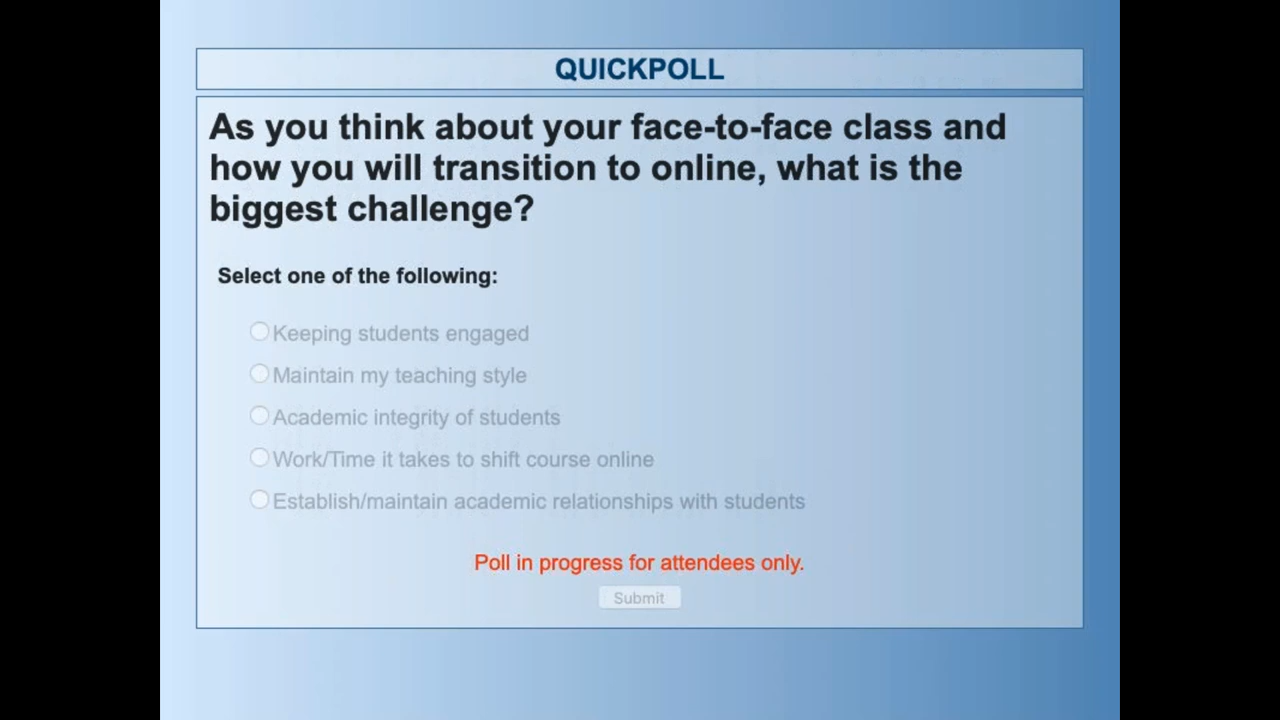 QUICKPOLL
As you think about your face-to-face class and
how you will transition to online, what is the
biggest challenge?
Select one of the following:
Keeping students engaged
Maintain my teaching style
Academic integrity of students
Work/Time it takes to shift course online
Establish/maintain academic relationships with students
Poll in progress for attendees only.
Submit